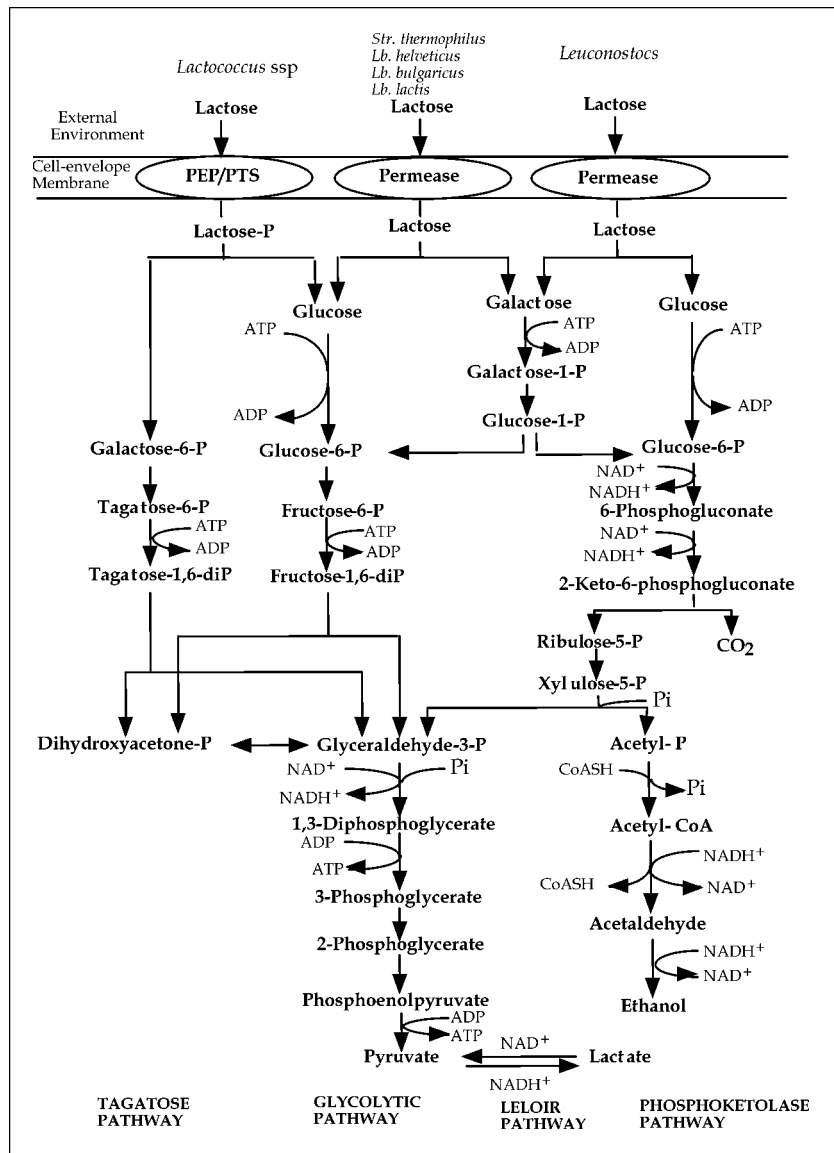 Lactococcus ssp
Str. thermophilus
Lb. helveticus
Lb. bulgaricus
Lb. lactis
Leuconostocs
Lactose
Lactose
Lactose
External
Environment
Cell-envelope
Membrane
PEP/PTS
Permease
Permease
Lactose-P
Lactose
Lactose
Glucose
Galactose
Glucose
ATP
ADP
ATP
ADP
ATP
ADP
Galactose-1-P
Glucose-1-P
Galactose-6-P
Glucose-6-P
Glucose-6-P
NAD+
NADH+
Tagatose-6-P
Fructose-6-P
6-Phosphogluconate
ATP
ADP
ATP
ADP
NAD+
NADH+
Tagatose-1,6-diP
Fructose-1,6-diP
2-Keto-6-phosphogluconate
Ribulose-5-P
CO2
Xylulose-5-P
Pi
Dihydroxyacetone-P
Glyceraldehyde-3-P
Acetyl-P
NAD+
Pi
NADH+
CoASH
Pi
1,3-Diphosphoglycerate
Acetyl-CoA
ADP
ATP
NADH+
CoASH
NAD+
3-Phosphoglycerate
Acetaldehyde
2-Phosphoglycerate
NADH+
NAD+
Phosphoenolpyruvate
Ethanol
ADP
ATP
Pyruvate
NAD+
NADH+
Lactate
TAGATOSE
PATHWAY
GLYCOLYTIC
PATHWAY
LELOIR
PATHWAY
PHOSPHOKETOLASE
PATHWAY